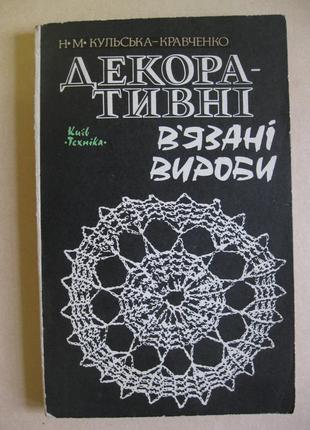 Н·М·КУЛЬСЬКА-КРАВЧЕНКО
ДЕКОРА-
ТИВНІ
Київ
·Техніка·
В'ЯЗАНІ
ВИРОБИ